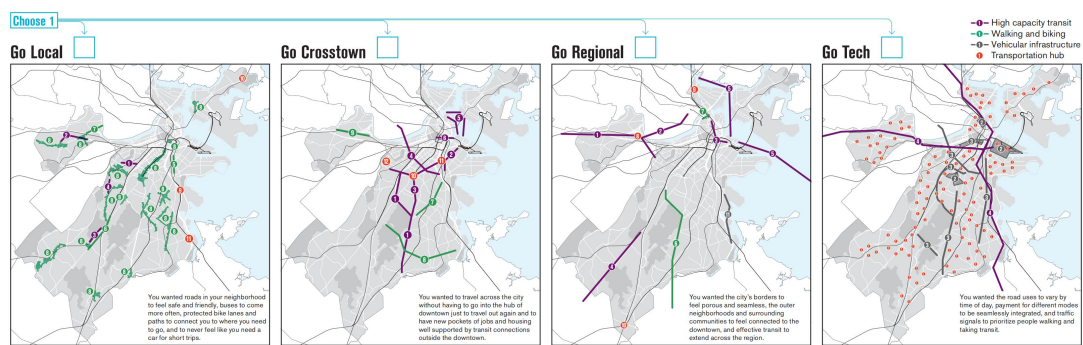 Choose 1
High capacity transit
Walking and biking
Vehicular infrastructure
Transportation hub
Go Local
Go Crosstown
Go Regional
Go Tech
You wanted roads in your neighborhood
to feel safe and friendly, buses to come
more often, protected bike lanes and
paths to connect you to where you need
to go, and to never feel like you need a
car for short trips.
You wanted to travel across the city
without having to go into the hub of
downtown just to travel out again and to
have new pockets of jobs and housing
well supported by transit connections
outside the downtown.
You wanted the city's borders to
feel porous and seamless, the outer
neighborhoods and surrounding
communities to feel connected to the
downtown, and effective transit to
extend across the region.
You wanted the road uses to vary by
time of day, payment for different modes
to be seamlessly integrated, and traffic
signals to prioritize people walking and
taking transit.